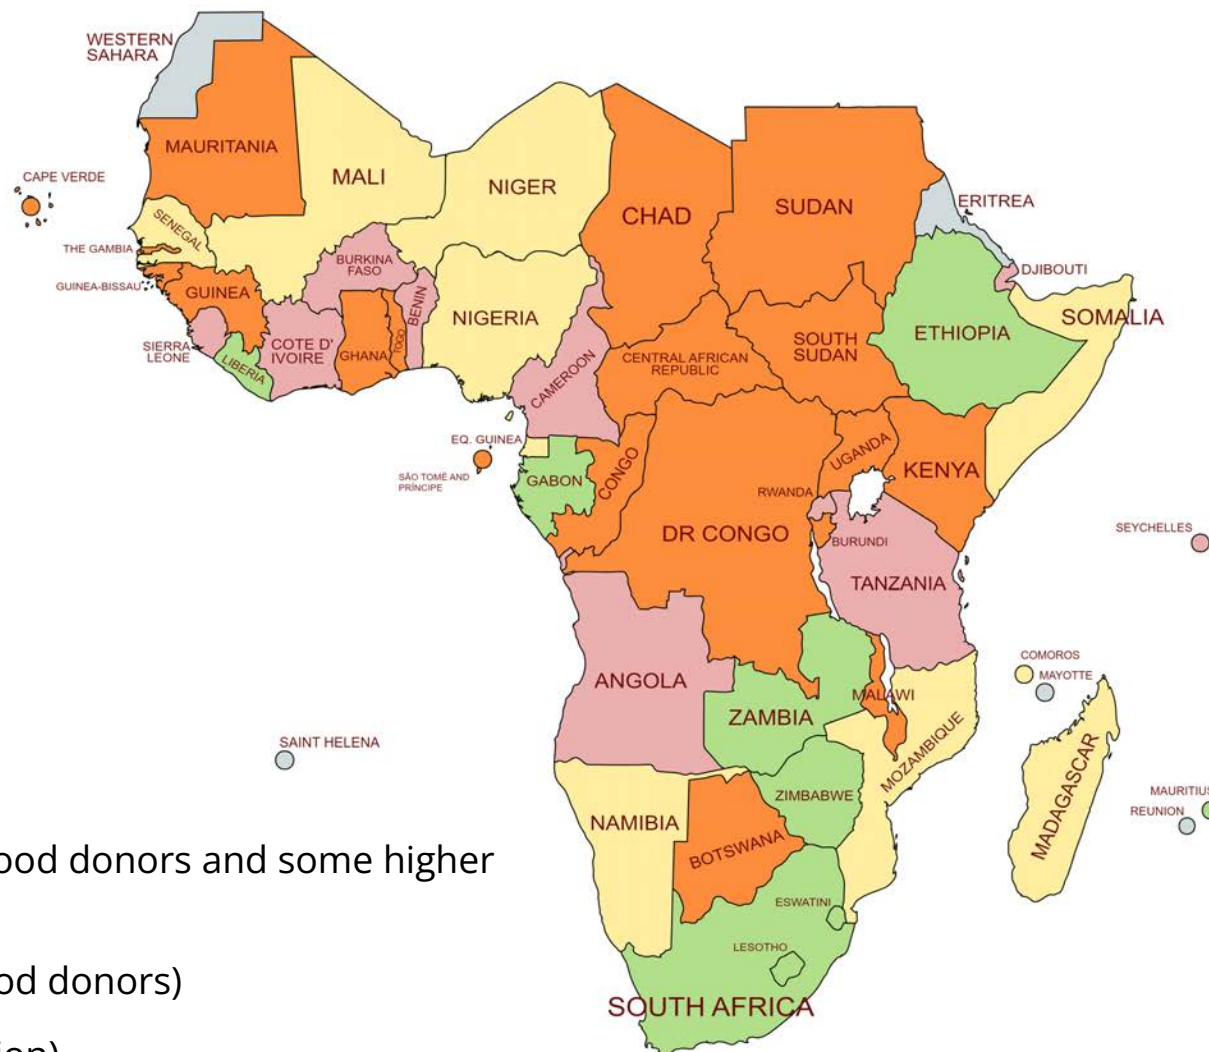 WESTERN
SAHARA
MAURITANIA
MALI
NIGER
CHAD
SUDAN
ERITREA
CAPE VERDE
SENEGAL
THE GAMBIA
GUINEA-BISSAU
GUINEA
BURKINA
FASO
BENIN
NIGERIA
DJIBOUTI
SOMALIA
ETHIOPIA
SIERRA
LEONE
LIBERIA
COTE D'
IVOIRE
GHANA
TOGO
CAMEROON
CENTRAL AFRICAN
REPUBLIC
SOUTH
SUDAN
EQ. GUINEA
SÃO TOMÉ AND
PRÍNCIPE
GABON
CONGO
UGANDA
KENYA
RWANDA
DR CONGO
BURUNDI
TANZANIA
SEYCHELLES
COMOROS
MAYOTTE
ANGOLA
ZAMBIA
MALAWI
MOZAMBIQUE
SAINT HELENA
MADAGASCAR
MAURITIUS
REUNION
NAMIBIA
ZIMBABWE
BOTSWANA
ESWATINI
LESOTHO
SOUTH AFRICA
ood donors and some higher
od donors)
ion)